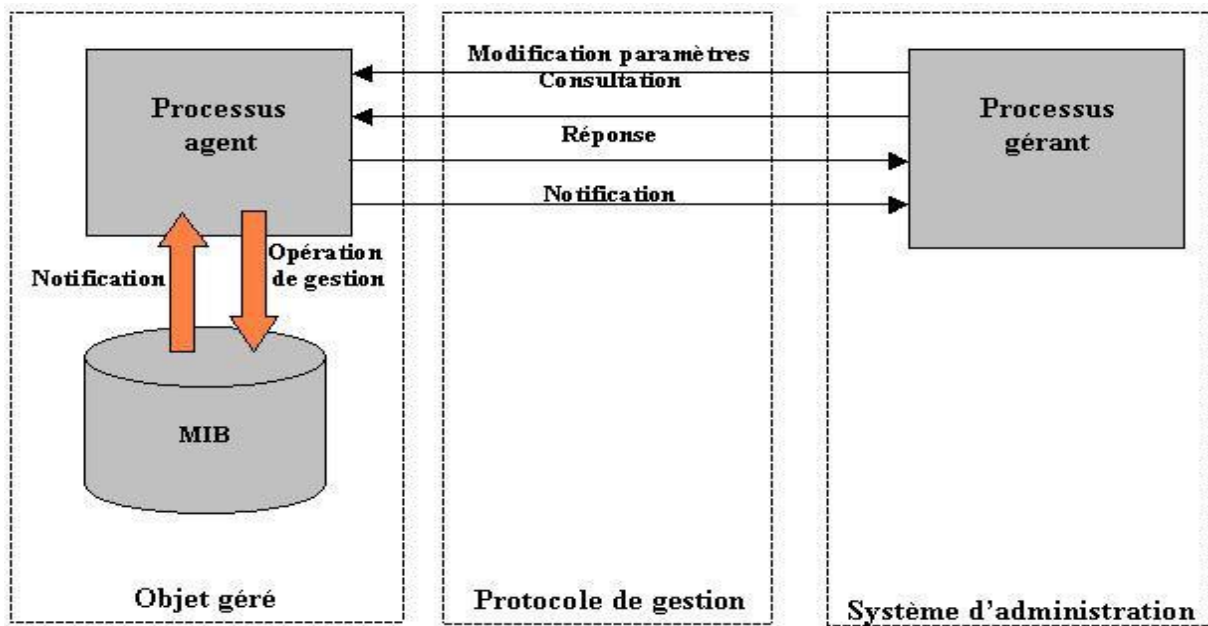 Modification paramètres
Consultation
Processus
agent
Réponse
Processus
gérant
Notification
Notification
Opération
de gestion
MIB
Objet géré
Protocole de gestion
Système d'administration